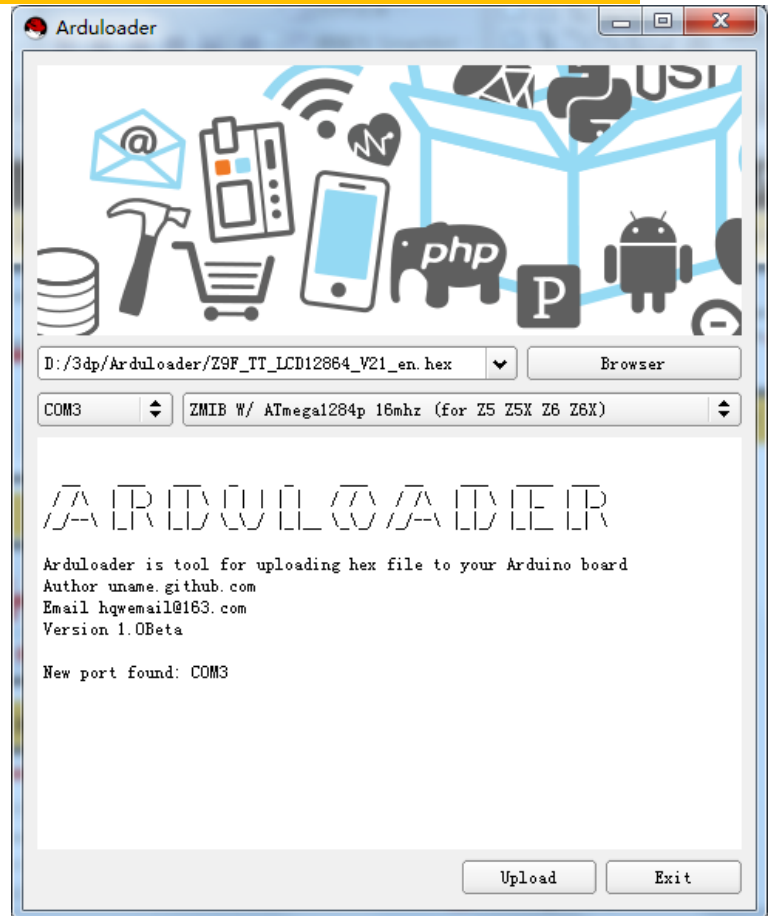 Arduloader
UST
@
php
P
D:/3dp/Arduloader/Z9F_TT_LCD12864_V21_en.hex
Browser
COM3
ZMIB W/ ATmega1284p 16mhz (for Z5 Z5X Z6 Z6X)
ARDULOADER
Arduloader is tool for uploading hex file to your Arduino board
Author uname.github.com
Email hqwemail@163.com
Version 1.0Beta
New port found: COM3
Upload
Exit